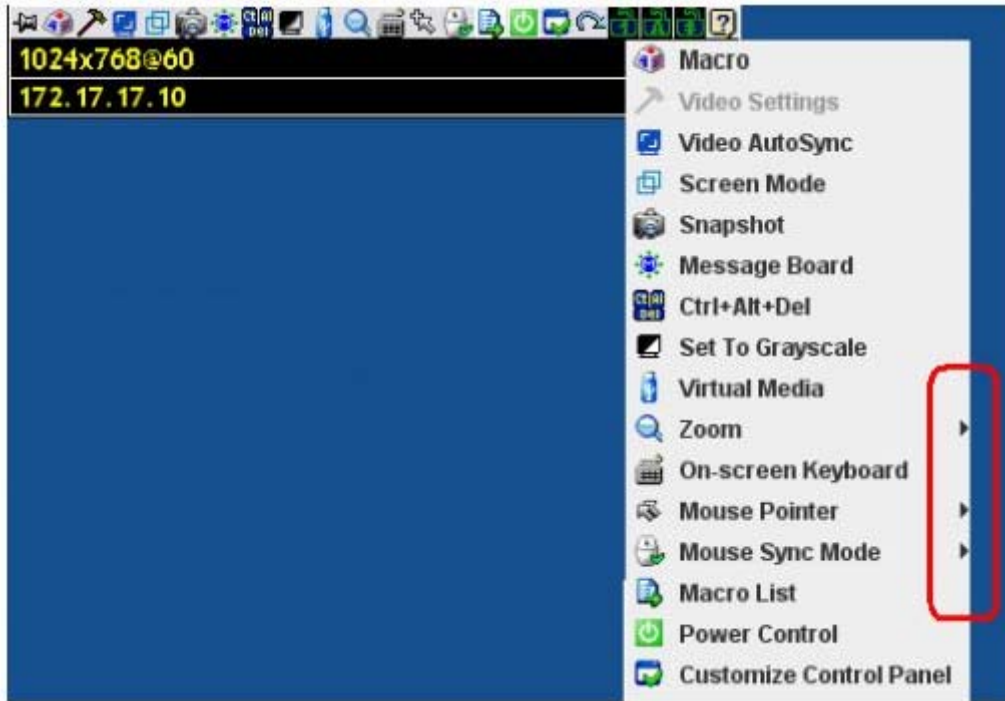 1024x768@60
172.17.17.10
Macro
Video Settings
Video AutoSync
Screen Mode
Snapshot
Message Board
Ctrl+Alt+Del
Set To Grayscale
Virtual Media
Zoom
On-screen Keyboard
Mouse Pointer
Mouse Sync Mode
Macro List
Power Control
Customize Control Panel